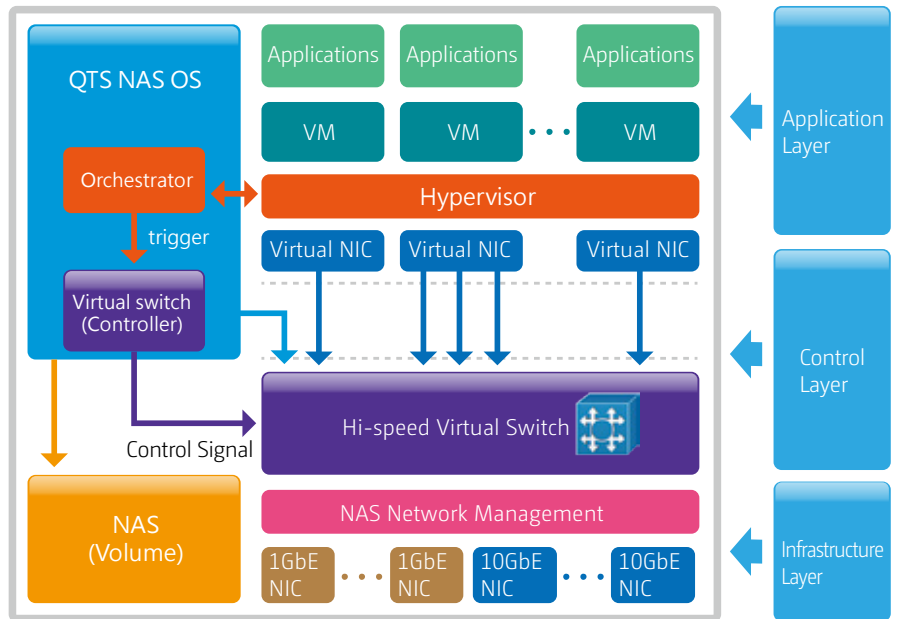 QTS NAS OS
Orchestrator
trigger
Virtual switch
(Controller)
Control Signal
NAS
(Volume)
Applications
Applications
Applications
VM
VM
VM
Hypervisor
Virtual NIC
Virtual NIC
Virtual NIC
Hi-speed Virtual Switch
NAS Network Management
1GbE
NIC
1GbE
NIC
10GbE
NIC
10GbE
NIC
Application
Layer
Control
Layer
Infrastructure
Layer